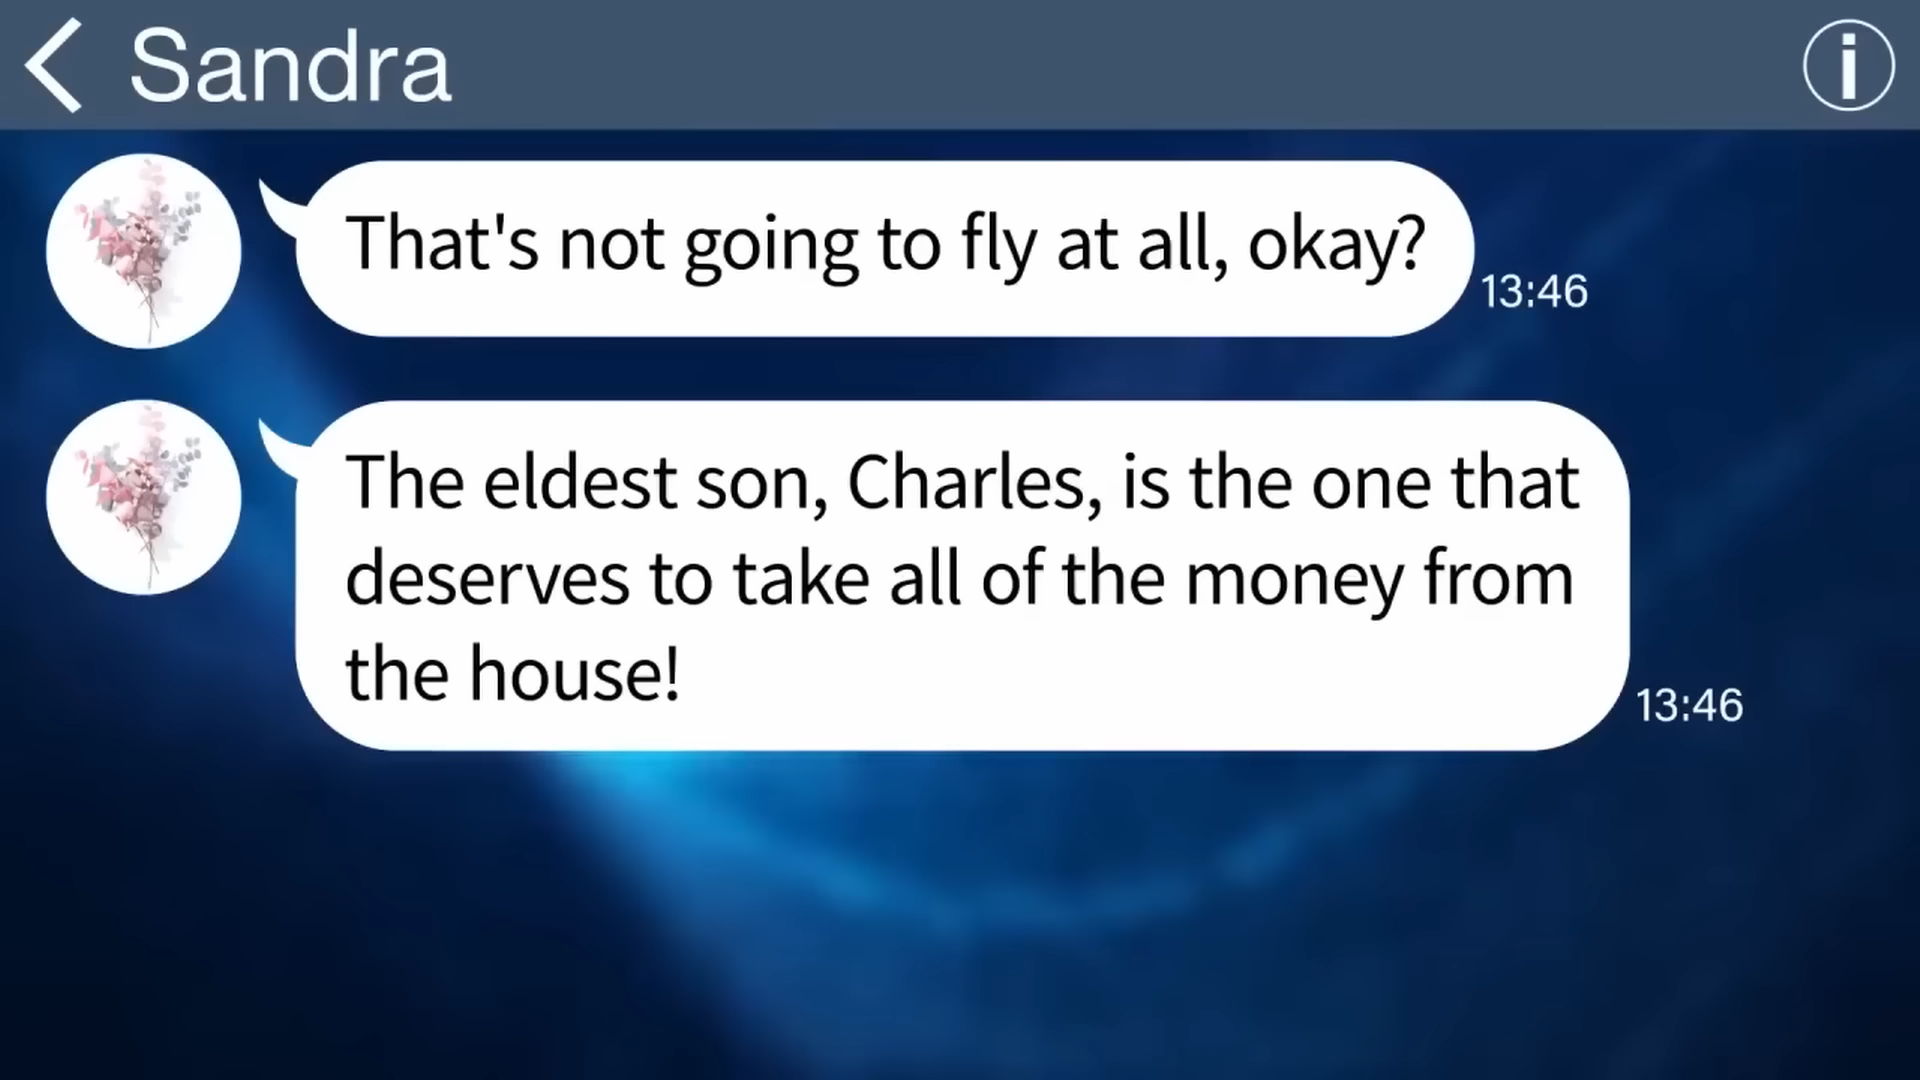 Sandra
That's not going to fly at all, okay?
13:46
The eldest son, Charles, is the one that
deserves to take all of the money from
the house!
13:46